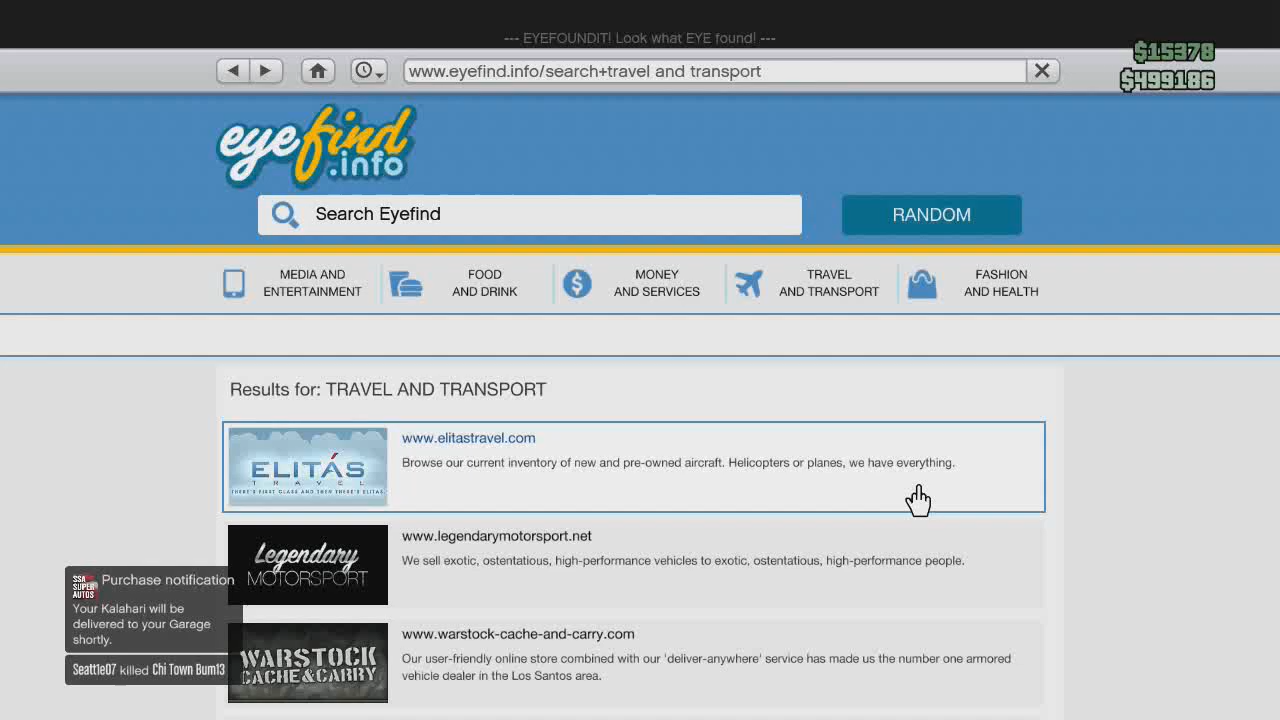 --- EYEFOUNDIT! Look what EYE found! ---
$15378
www.eyefind.info/search+travel and transport
$499186
eyefind
.info
Search Eyefind
RANDOM
MEDIA AND
ENTERTAINMENT
FOOD
AND DRINK
MONEY
AND SERVICES
TRAVEL
AND TRANSPORT
FASHION
AND HEALTH
Results for: TRAVEL AND TRANSPORT
ELITÁS
TRAVEL
THERE'S FIRST CLASS AND THEN THERE'S ELITAS.
www.elitastravel.com
Browse our current inventory of new and pre-owned aircraft. Helicopters or planes, we have everything.
Legendary
MOTORSPORT
www.legendarymotorsport.net
We sell exotic, ostentatious, high-performance vehicles to exotic, ostentatious, high-performance people.
WARSTOCK
CACHE & CARRY
www.warstock-cache-and-carry.com
Our user-friendly online store combined with our 'deliver-anywhere' service has made us the number one armored
vehicle dealer in the Los Santos area.
SSA
SUPER
AUTOS
Purchase notification
Your Kalahari will be
delivered to your Garage
shortly.
Seatt1e07 killed Chi Town Bum13